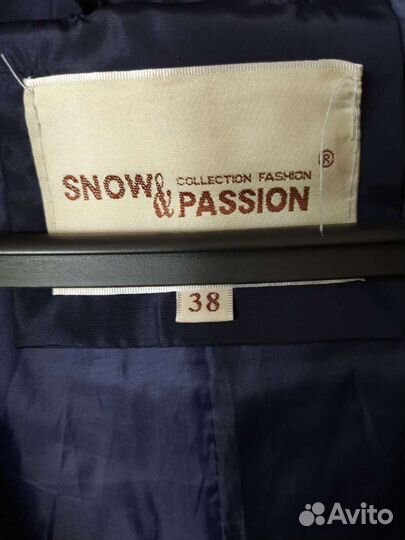 COLLECTION FASHION ®
SNOW & PASSION
38
Avito